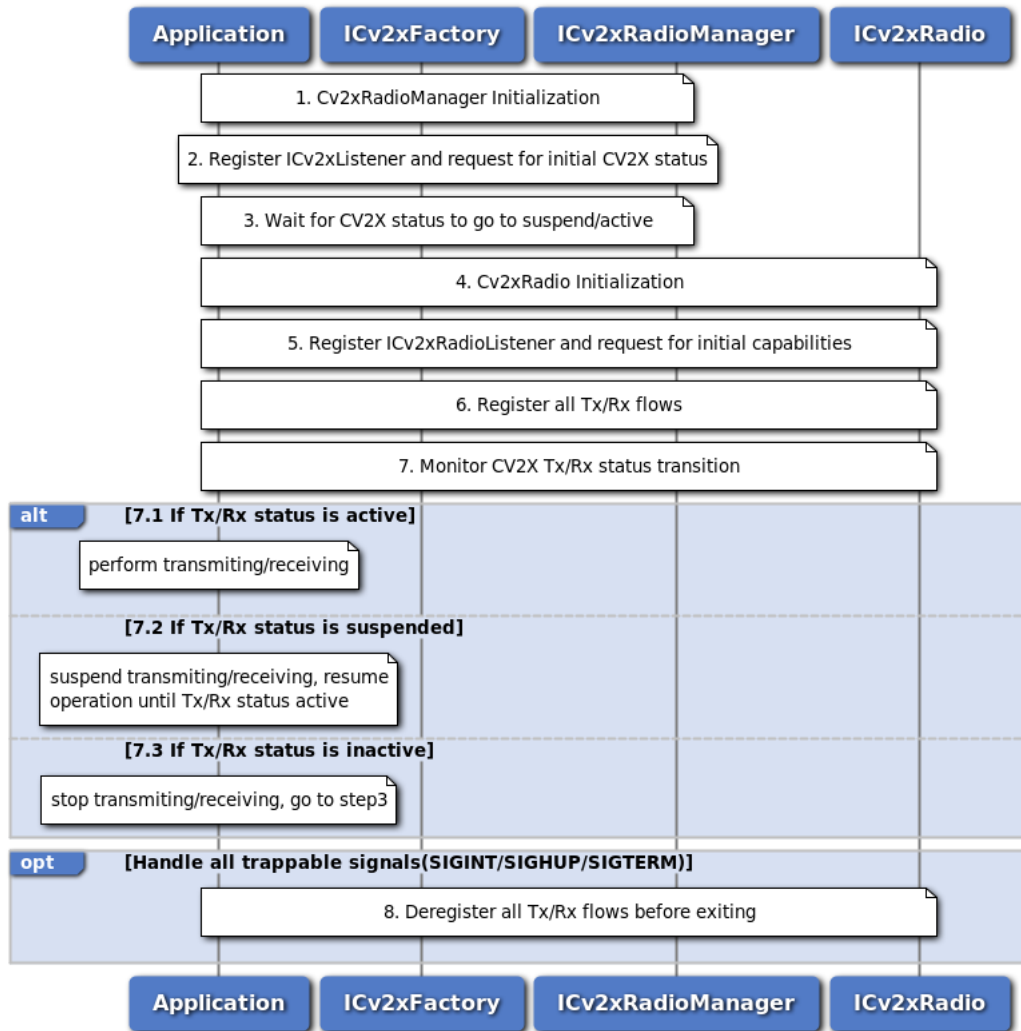 Application ICv2xFactory ICv2xRadioManager ICv2xRadio
1. Cv2xRadioManager Initialization
2. Register ICv2xListener and request for initial CV2X status
3. Wait for CV2X status to go to suspend/active
4. Cv2xRadio Initialization
5. Register ICv2xRadioListener and request for initial capabilities
6. Register all Tx/Rx flows
7. Monitor CV2X Tx/Rx status transition
alt [7.1 If Tx/Rx status is active]
perform transmiting/receiving
[7.2 If Tx/Rx status is suspended]
suspend transmiting/receiving, resume
operation until Tx/Rx status active
[7.3 If Tx/Rx status is inactive]
stop transmiting/receiving, go to step3
opt [Handle all trappable signals(SIGINT/SIGHUP/SIGTERM)]
8. Deregister all Tx/Rx flows before exiting
Application ICv2xFactory ICv2xRadioManager ICv2xRadio